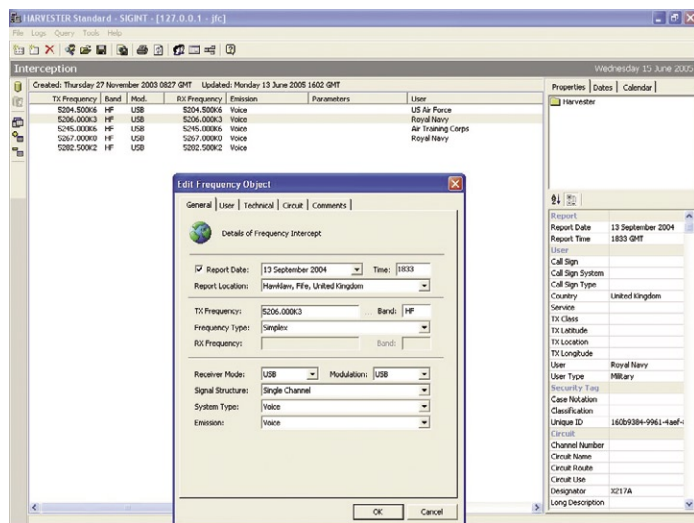 HARVESTER Standard - SIGINT - [127.0.0.1 - jfc]
File Logs Query Tools Help
Interception Wednesday 15 June 2005
Created: Thursday 27 November 2003 0827 GMT Updated: Monday 13 June 2005 1602 GMT
TX Frequency Band Mod. RX Frequency Emission Parameters User
5204.500K6 HF USB 5204.500K6 Voice US Air Force
5206.000K3 HF USB 5206.000K3 Voice Royal Navy
5245.000K6 HF USB 5245.000K6 Voice Air Training Corps
5267.000K0 HF USB 5267.000K0 Voice Royal Navy
5282.500K2 HF USB 5282.500K2 Voice
Properties Dates Calendar
Harvester
Edit Frequency Object
General User Technical Circuit Comments
Details of Frequency Intercept
Report Date: 13 September 2004 Time: 1833
Report Location: Hawklaw, Fife, United Kingdom
TX Frequency: 5206.000K3 ... Band: HF
Frequency Type: Simplex
RX Frequency: Band:
Receiver Mode: USB Modulation: USB
Signal Structure: Single Channel
System Type: Voice
Emission: Voice
OK Cancel
Report
Report Date 13 September 2004
Report Time 1833 GMT
User
Call Sign
Call Sign System
Call Sign Type
Country United Kingdom
Service
TX Class
TX Latitude
TX Location
TX Longitude
User Royal Navy
User Type Military
Security Tag
Case Notation
Classification
Unique ID 160b9384-9961-4aef-
Circuit
Channel Number
Circuit Name
Circuit Route
Circuit Use
Designator X217A
Long Description